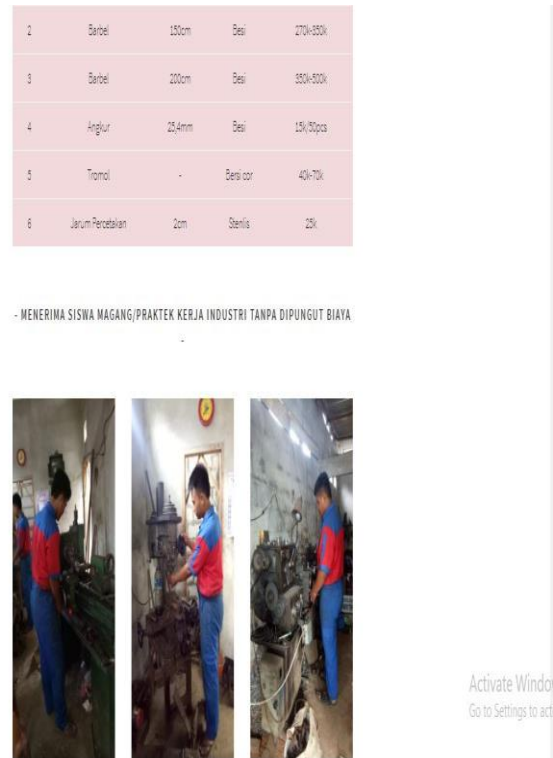 2 Barbel 150cm Besi 270k-350k
3 Barbel 200cm Besi 350k-500k
4 Angkur 25,4mm Besi 15k/50pcs
5 Tromol - Bersi cor 40k-70k
6 Jarum Percetakan 2cm Stenlis 25k
- MENERIMA SISWA MAGANG/PRAKTEK KERJA INDUSTRI TANPA DIPUNGUT BIAYA
-
Activate Windo
Go to Settings to act